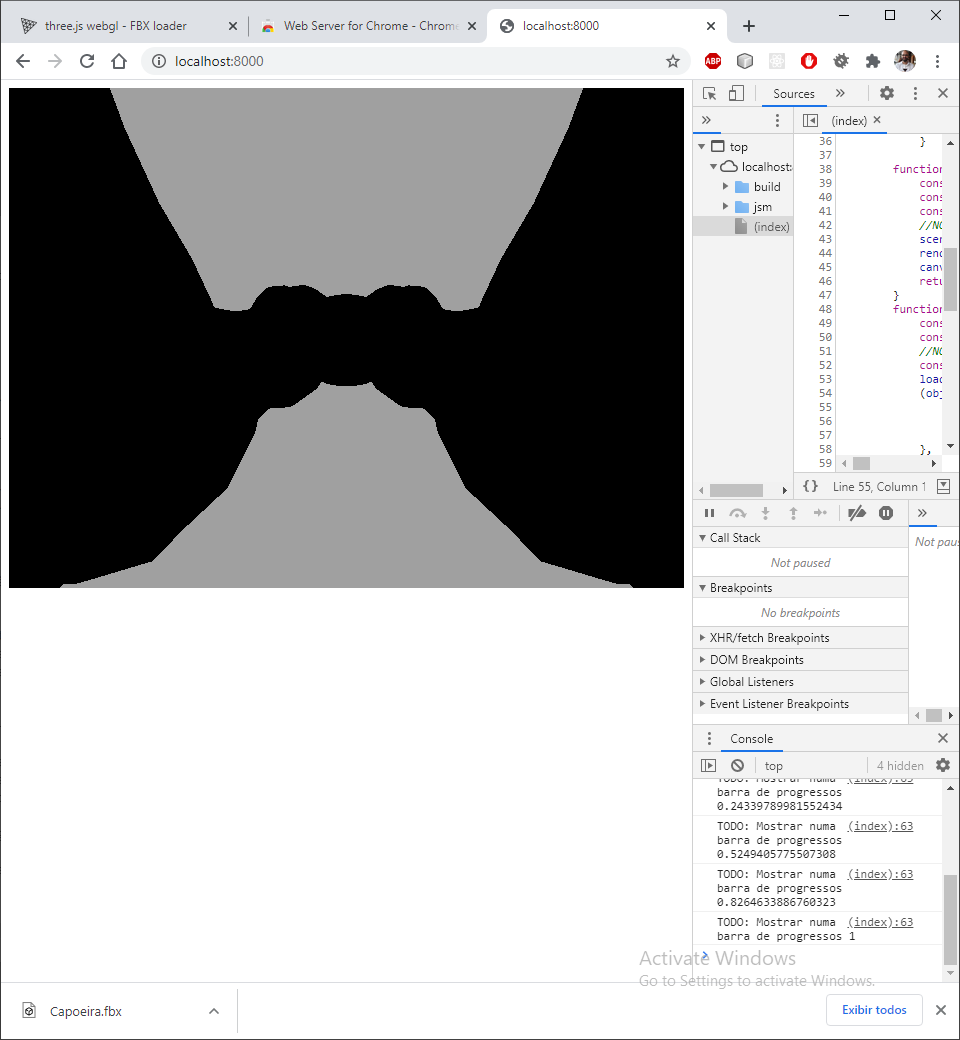 three.js webgl - FBX loader
Web Server for Chrome - Chrome
localhost:8000
localhost:8000
ABP
Sources
(index)
top
localhost:
build
jsm
(index)
36 }
37
38 function
39 cons
40 cons
41 cons
42 //NO
43 scen
44 rend
45 canv
46 retu
47 }
48 function
49 cons
50 cons
51 //NO
52 cons
53 load
54 (obj
55
56
57
58 },
59
{} Line 55, Column 1
Call Stack
Not paused
Not paus
Breakpoints
No breakpoints
XHR/fetch Breakpoints
DOM Breakpoints
Global Listeners
Event Listener Breakpoints
Console
top
4 hidden
TODO: Mostrar numa (index):63
barra de progressos
0.24339789981552434
TODO: Mostrar numa (index):63
barra de progressos
0.5249405775507308
TODO: Mostrar numa (index):63
barra de progressos
0.8264633886760323
TODO: Mostrar numa (index):63
barra de progressos 1
Activate Windows
Go to Settings to activate Windows.
Capoeira.fbx
Exibir todos